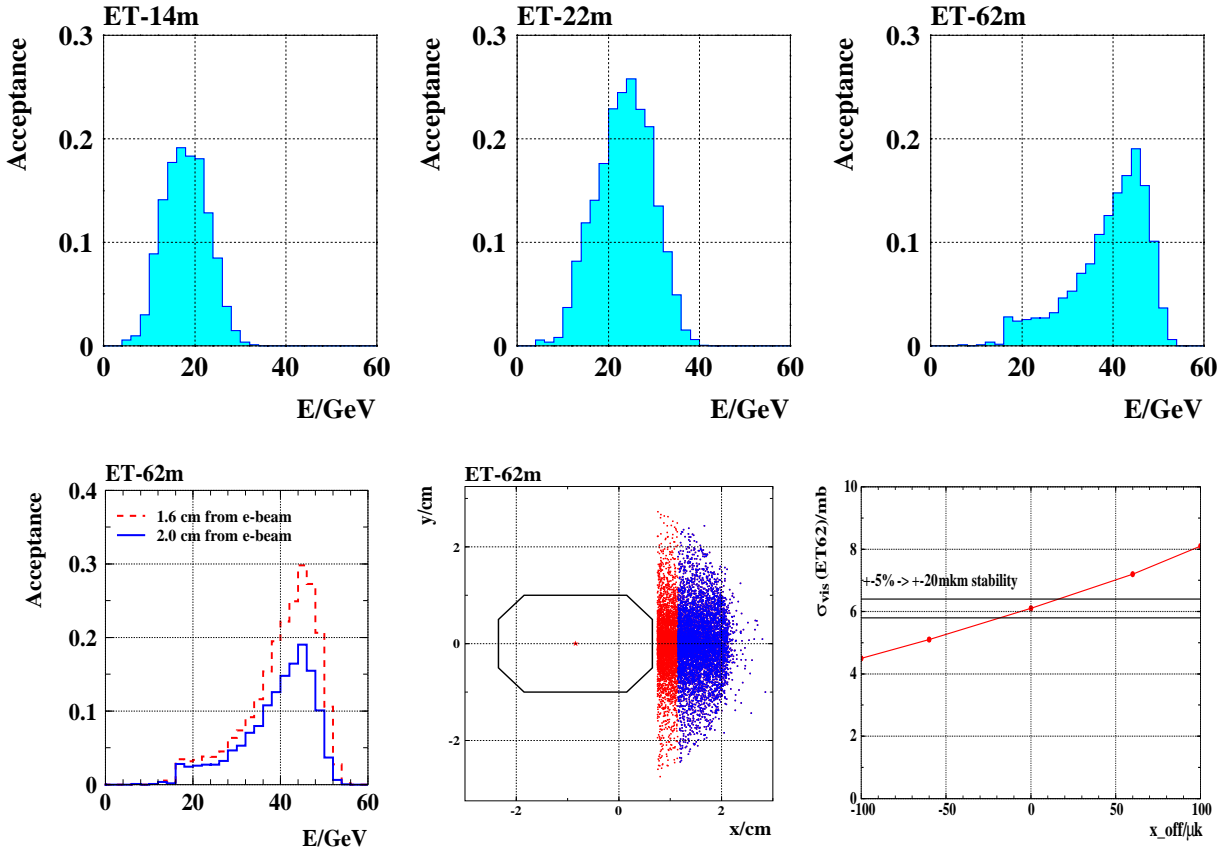 ET-14m
Acceptance
0.3
0.2
0.1
0
0 20 40 60
E/GeV
ET-22m
Acceptance
0.3
0.2
0.1
0
0 20 40 60
E/GeV
ET-62m
Acceptance
0.3
0.2
0.1
0
0 20 40 60
E/GeV
ET-62m
Acceptance
0.4
0.3
0.2
0.1
0
1.6 cm from e-beam
2.0 cm from e-beam
0 20 40 60
E/GeV
ET-62m
y/cm
2
0
-2
-2 0 2
x/cm
σvis (ET62)/mb
10
8
6
4
2
0
+-5% -> +-20mkm stability
-100 -50 0 50 100
x_off/μk